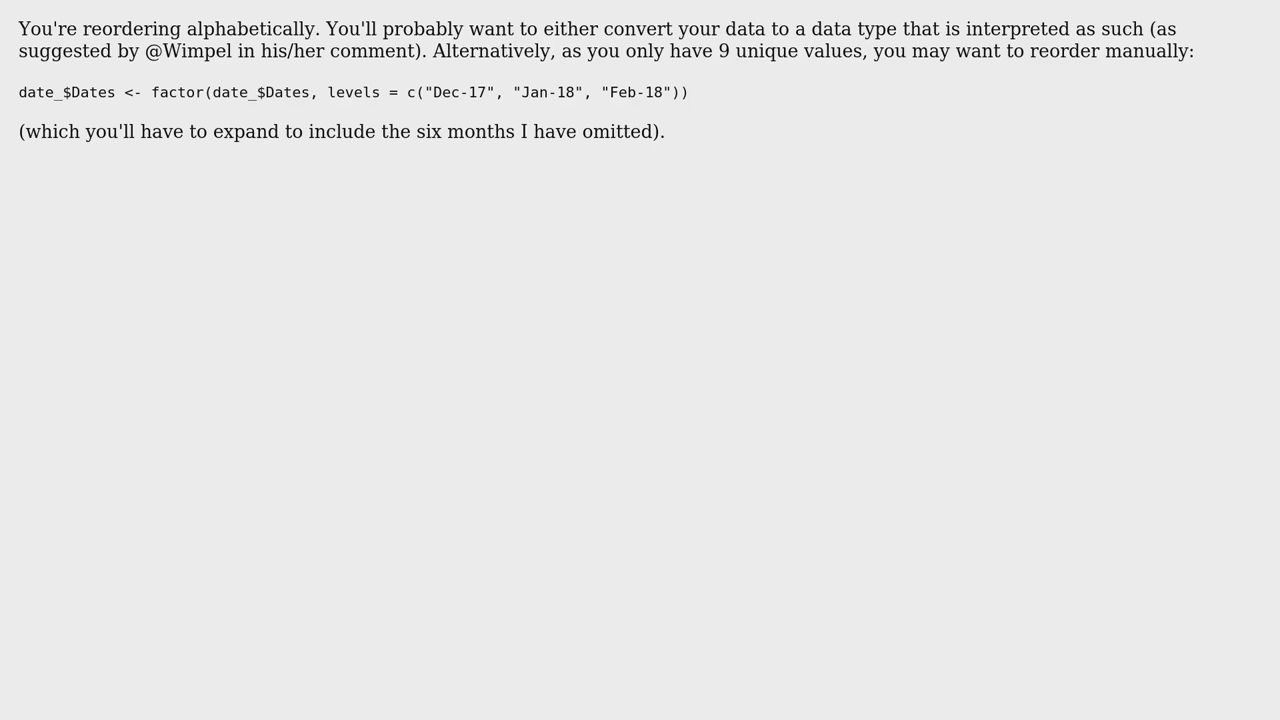 You're reordering alphabetically. You'll probably want to either convert your data to a data type that is interpreted as such (as
suggested by @Wimpel in his/her comment). Alternatively, as you only have 9 unique values, you may want to reorder manually:
date_$Dates <- factor(date_$Dates, levels = c("Dec-17", "Jan-18", "Feb-18"))
(which you'll have to expand to include the six months I have omitted).